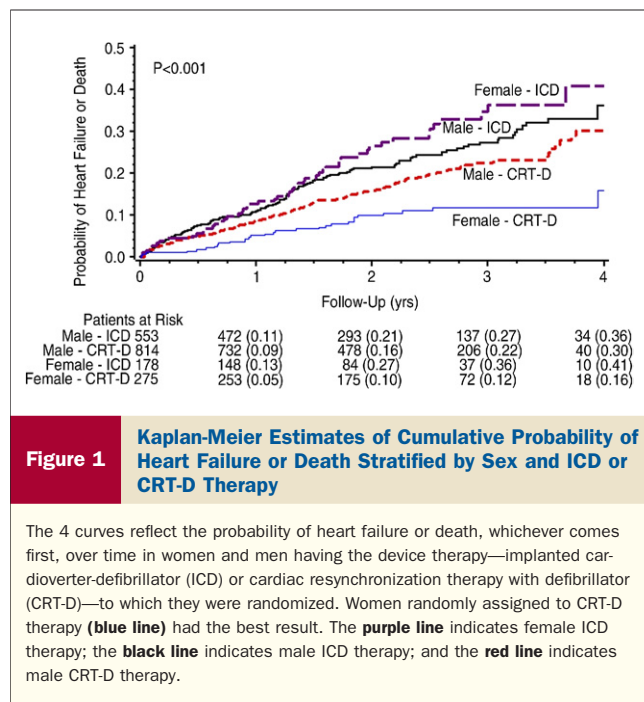 0.5
P<0.001
0.4
Female - ICD
0.3
Male - ICD
0.2
Male - CRT-D
0.1
Female - CRT-D
0.0
Probability of Heart Failure or Death
0 1 2 3 4
Follow-Up (yrs)
Patients at Risk
Male - ICD 553 472 (0.11) 293 (0.21) 137 (0.27) 34 (0.36)
Male - CRT-D 814 732 (0.09) 478 (0.16) 206 (0.22) 40 (0.30)
Female - ICD 178 148 (0.13) 84 (0.27) 37 (0.36) 10 (0.41)
Female - CRT-D 275 253 (0.05) 175 (0.10) 72 (0.12) 18 (0.16)
Figure 1
Kaplan-Meier Estimates of Cumulative Probability of
Heart Failure or Death Stratified by Sex and ICD or
CRT-D Therapy
The 4 curves reflect the probability of heart failure or death, whichever comes
first, over time in women and men having the device therapy—implanted car-
dioverter-defibrillator (ICD) or cardiac resynchronization therapy with defibrillator
(CRT-D)—to which they were randomized. Women randomly assigned to CRT-D
therapy (blue line) had the best result. The purple line indicates female ICD
therapy; the black line indicates male ICD therapy; and the red line indicates
male CRT-D therapy.